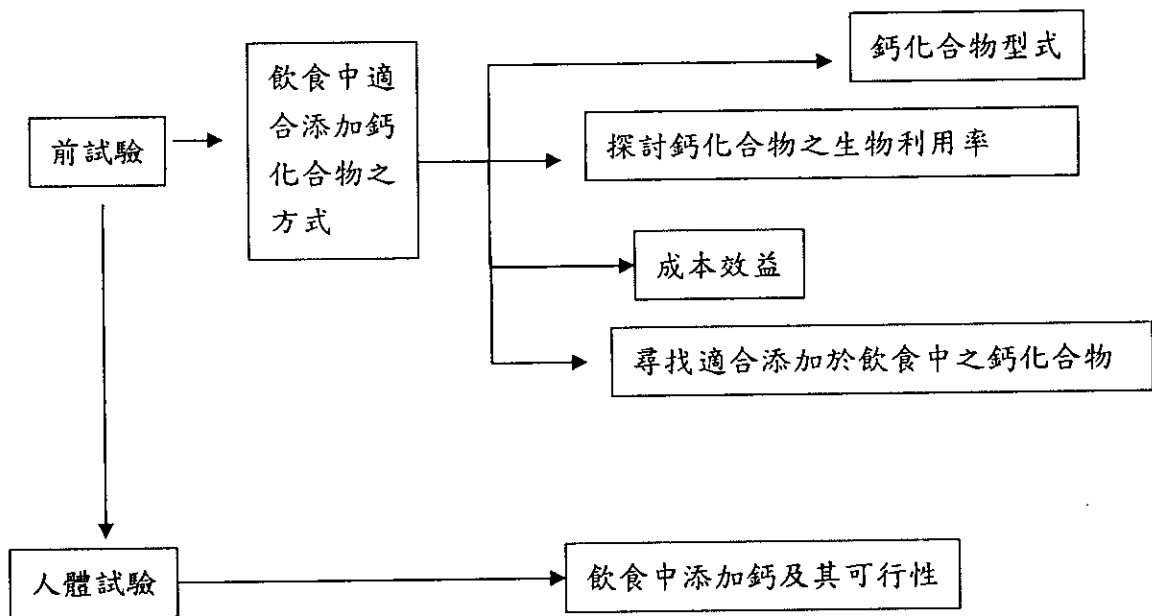 鈣化合物型式
飲食中適
合添加鈣
化合物之
方式
前試驗
探討鈣化合物之生物利用率
成本效益
尋找適合添加於飲食中之鈣化合物
人體試驗
飲食中添加鈣及其可行性